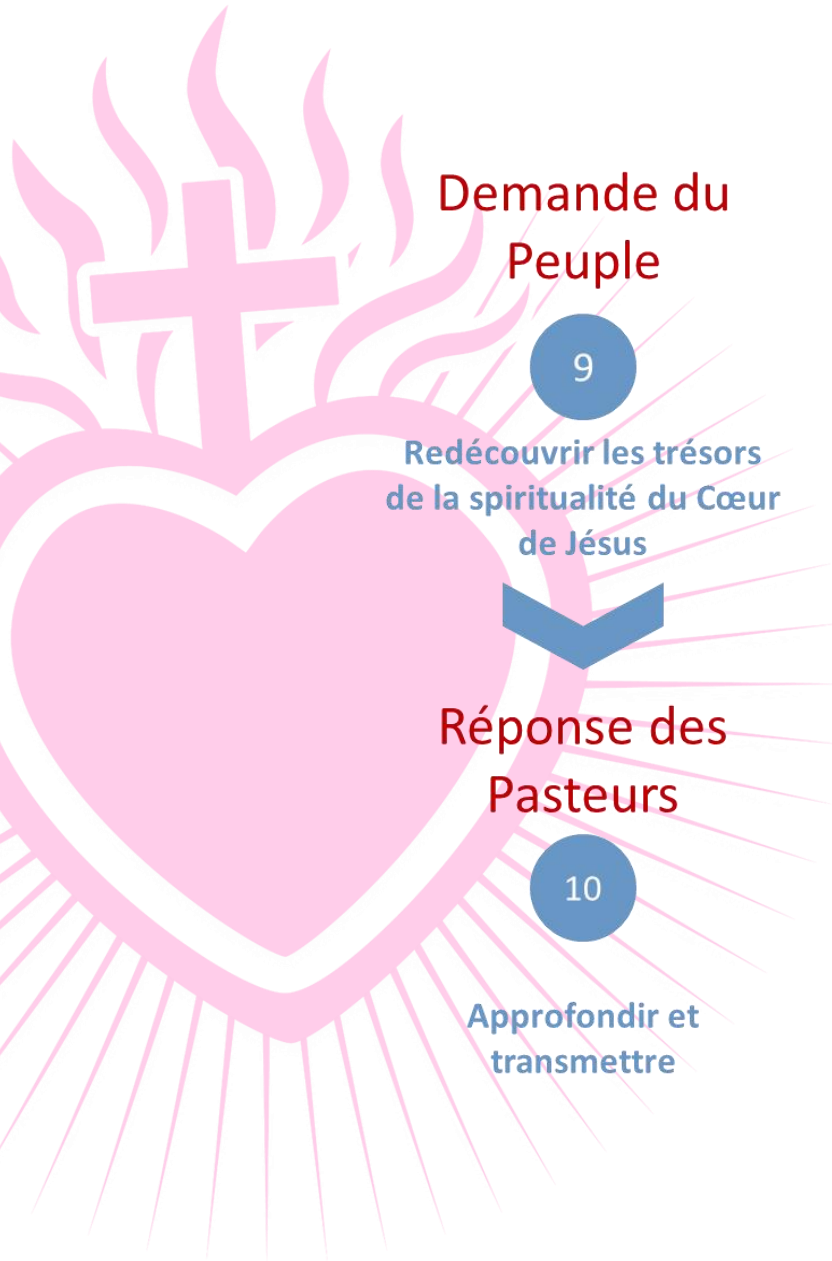 Demande du
Peuple
9
Redécouvrir les trésors
de la spiritualité du Cœur
de Jésus
Réponse des
Pasteurs
10
Approfondir et
transmettre